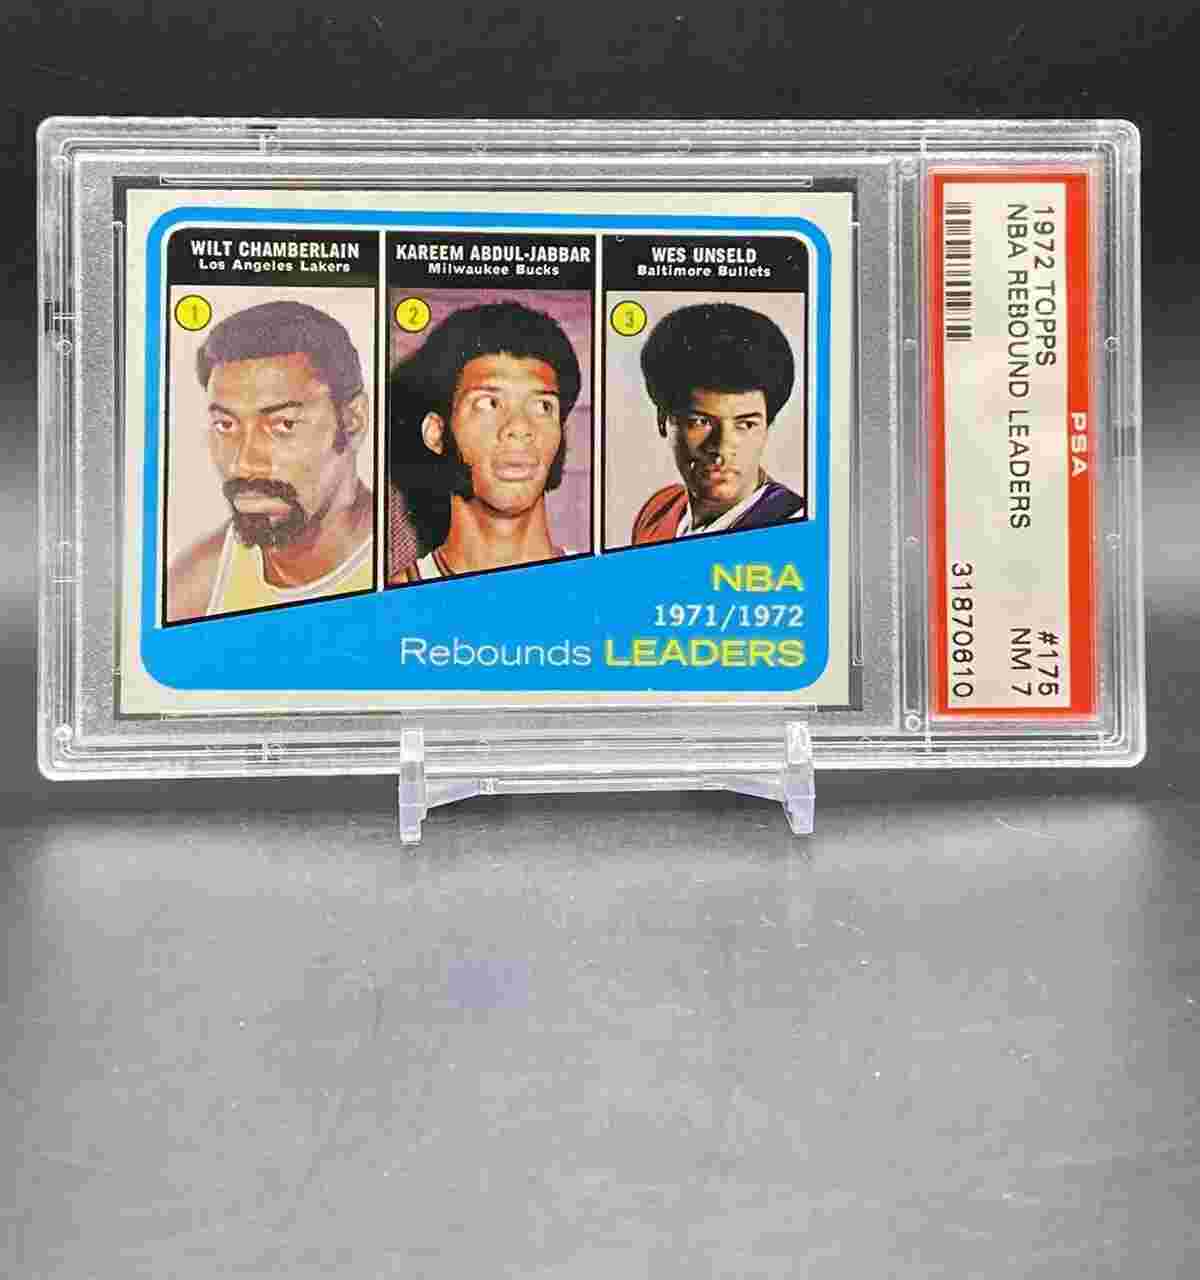 WILT CHAMBERLAIN
Los Angeles Lakers
1
KAREEM ABDUL-JABBAR
Milwaukee Bucks
2
WES UNSELD
Baltimore Bullets
3
NBA
1971/1972
Rebounds LEADERS
PSA
1972 TOPPS #175
NBA REBOUND LEADERS NM 7
31870610